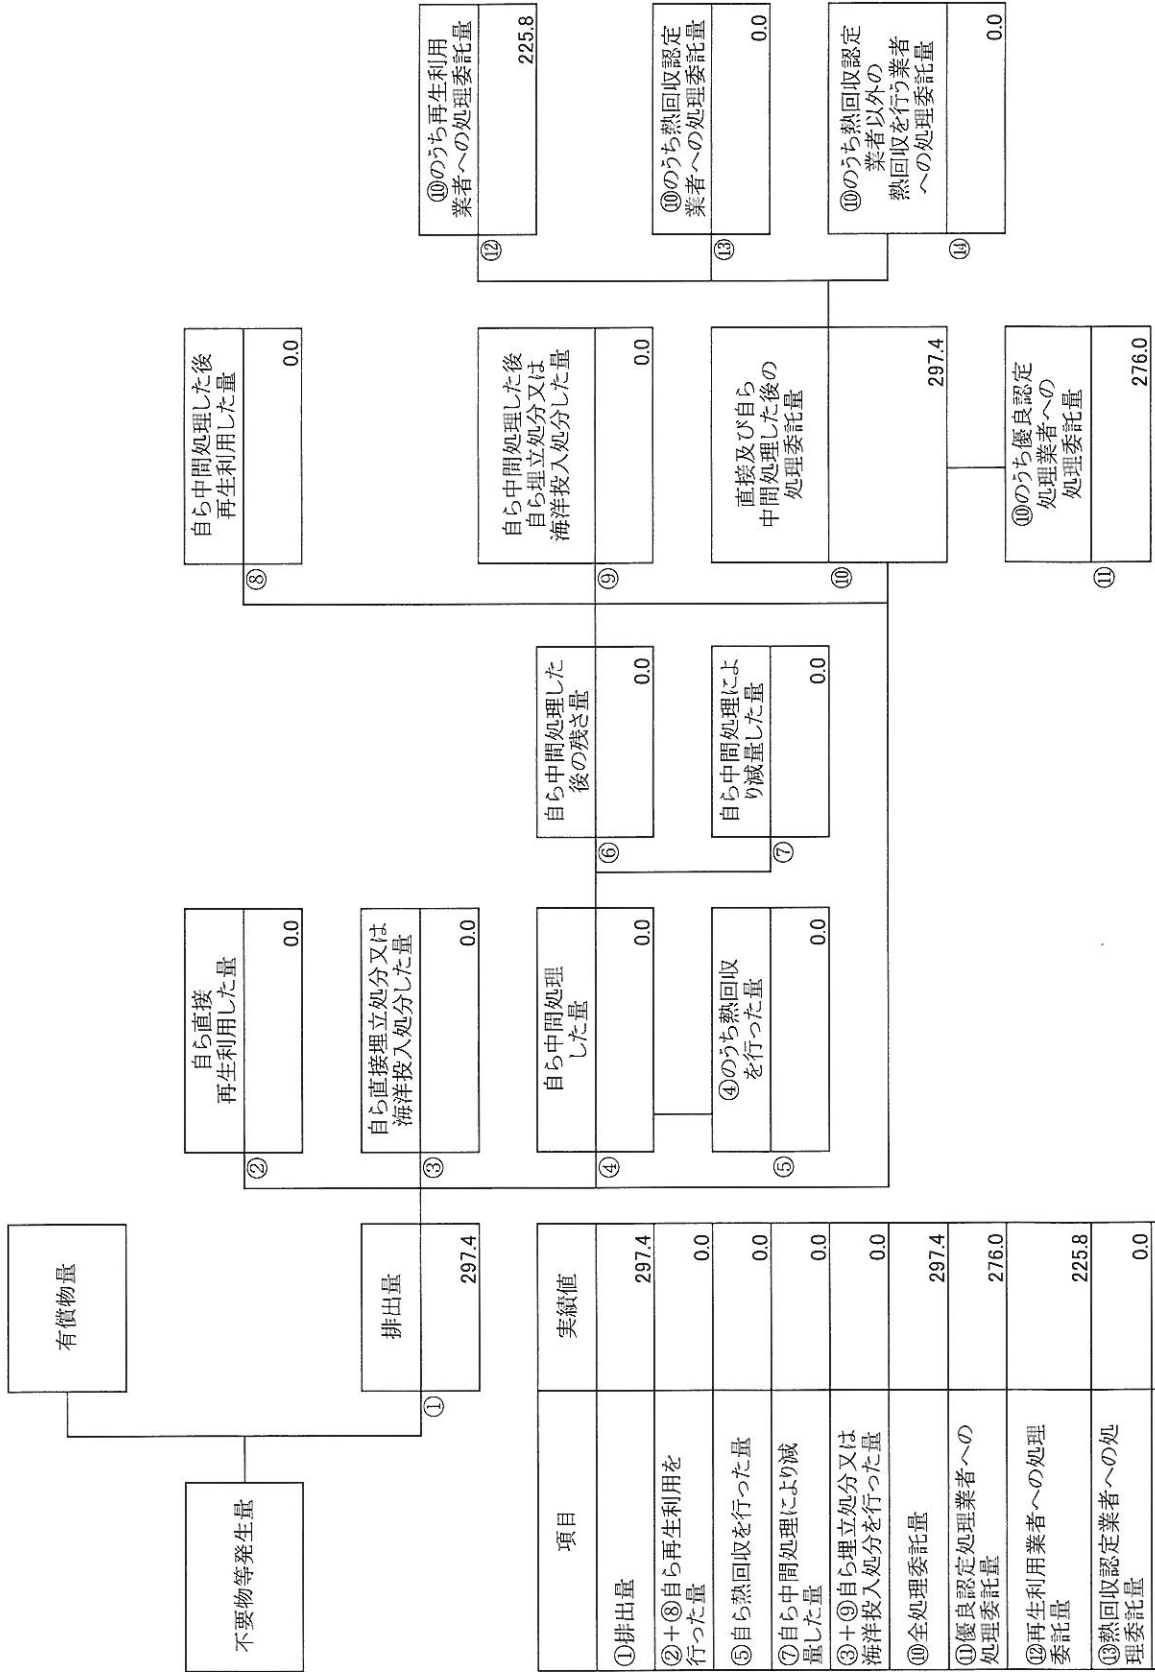 不要物等発生量
有償物量
排出量
①
297.4
自ら直接
再生利用した量
②
0.0
自ら直接埋立処分又は
海洋投入処分した量
③
0.0
自ら中間処理
した量
④
0.0
④のうち熱回収
を行った量
⑤
0.0
自ら中間処理した
後の残さ量
⑥
0.0
自ら中間処理によ
り減量した量
⑦
0.0
自ら中間処理した後
再生利用した量
⑧
0.0
自ら中間処理した後
自ら埋立処分又は
海洋投入処分した量
⑨
0.0
直接及び自ら
中間処理した後の
処理委託量
⑩
297.4
⑩のうち優良認定
処理業者への
処理委託量
⑪
276.0
⑩のうち再生利用
業者への処理委託量
⑫
225.8
⑩のうち熱回収認定
業者への処理委託量
⑬
0.0
⑩のうち熱回収認定
業者以外の
熱回収を行う業者
への処理委託量
⑭
0.0
項目 実績値
①排出量 297.4
②+⑧自ら再生利用を
行った量 0.0
⑤自ら熱回収を行った量 0.0
⑦自ら中間処理により減
量した量 0.0
③+⑨自ら埋立処分又は
海洋投入処分を行った量 0.0
⑩全処理委託量 297.4
⑪優良認定処理業者への
処理委託量 276.0
⑫再生利用業者への処理
委託量 225.8
⑬熱回収認定業者への処
理委託量 0.0